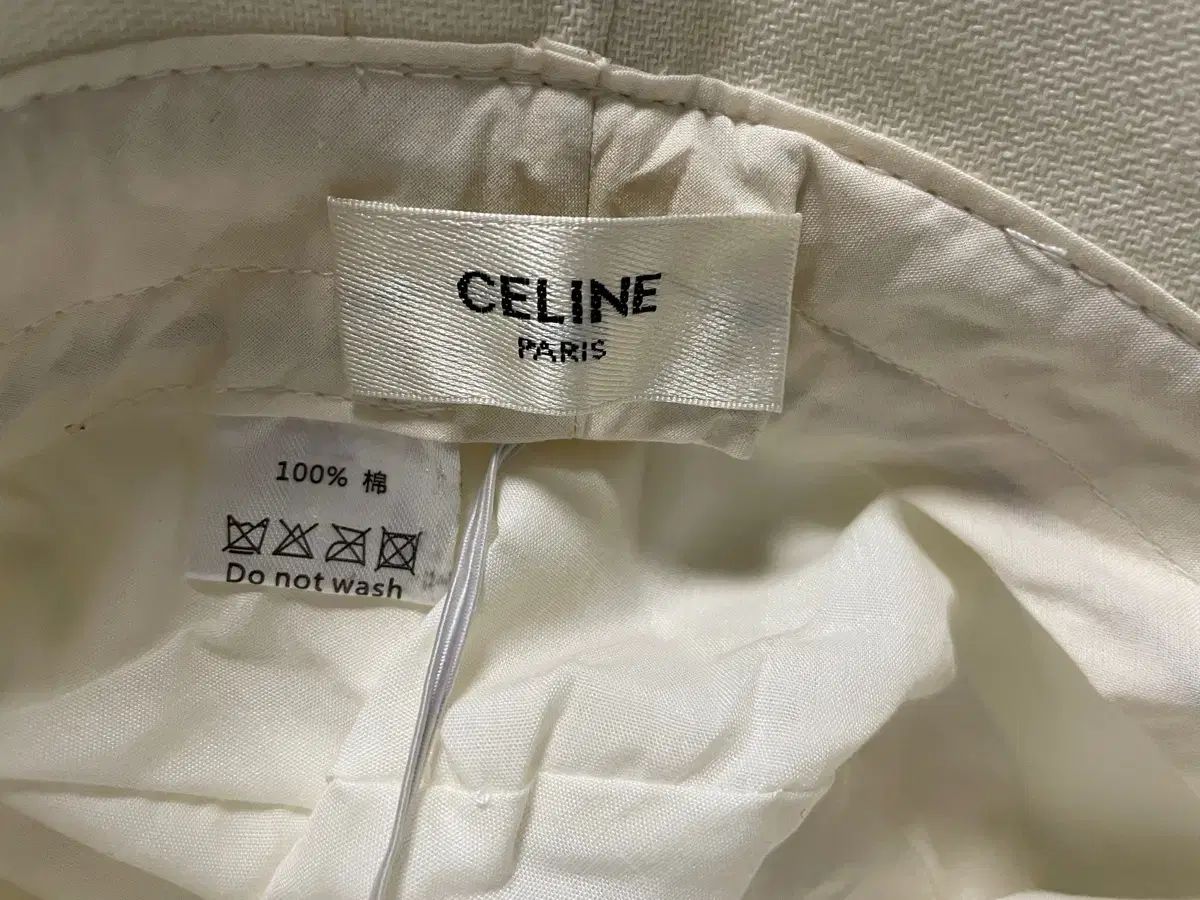 CELINE
PARIS
100% 棉
Do not wash